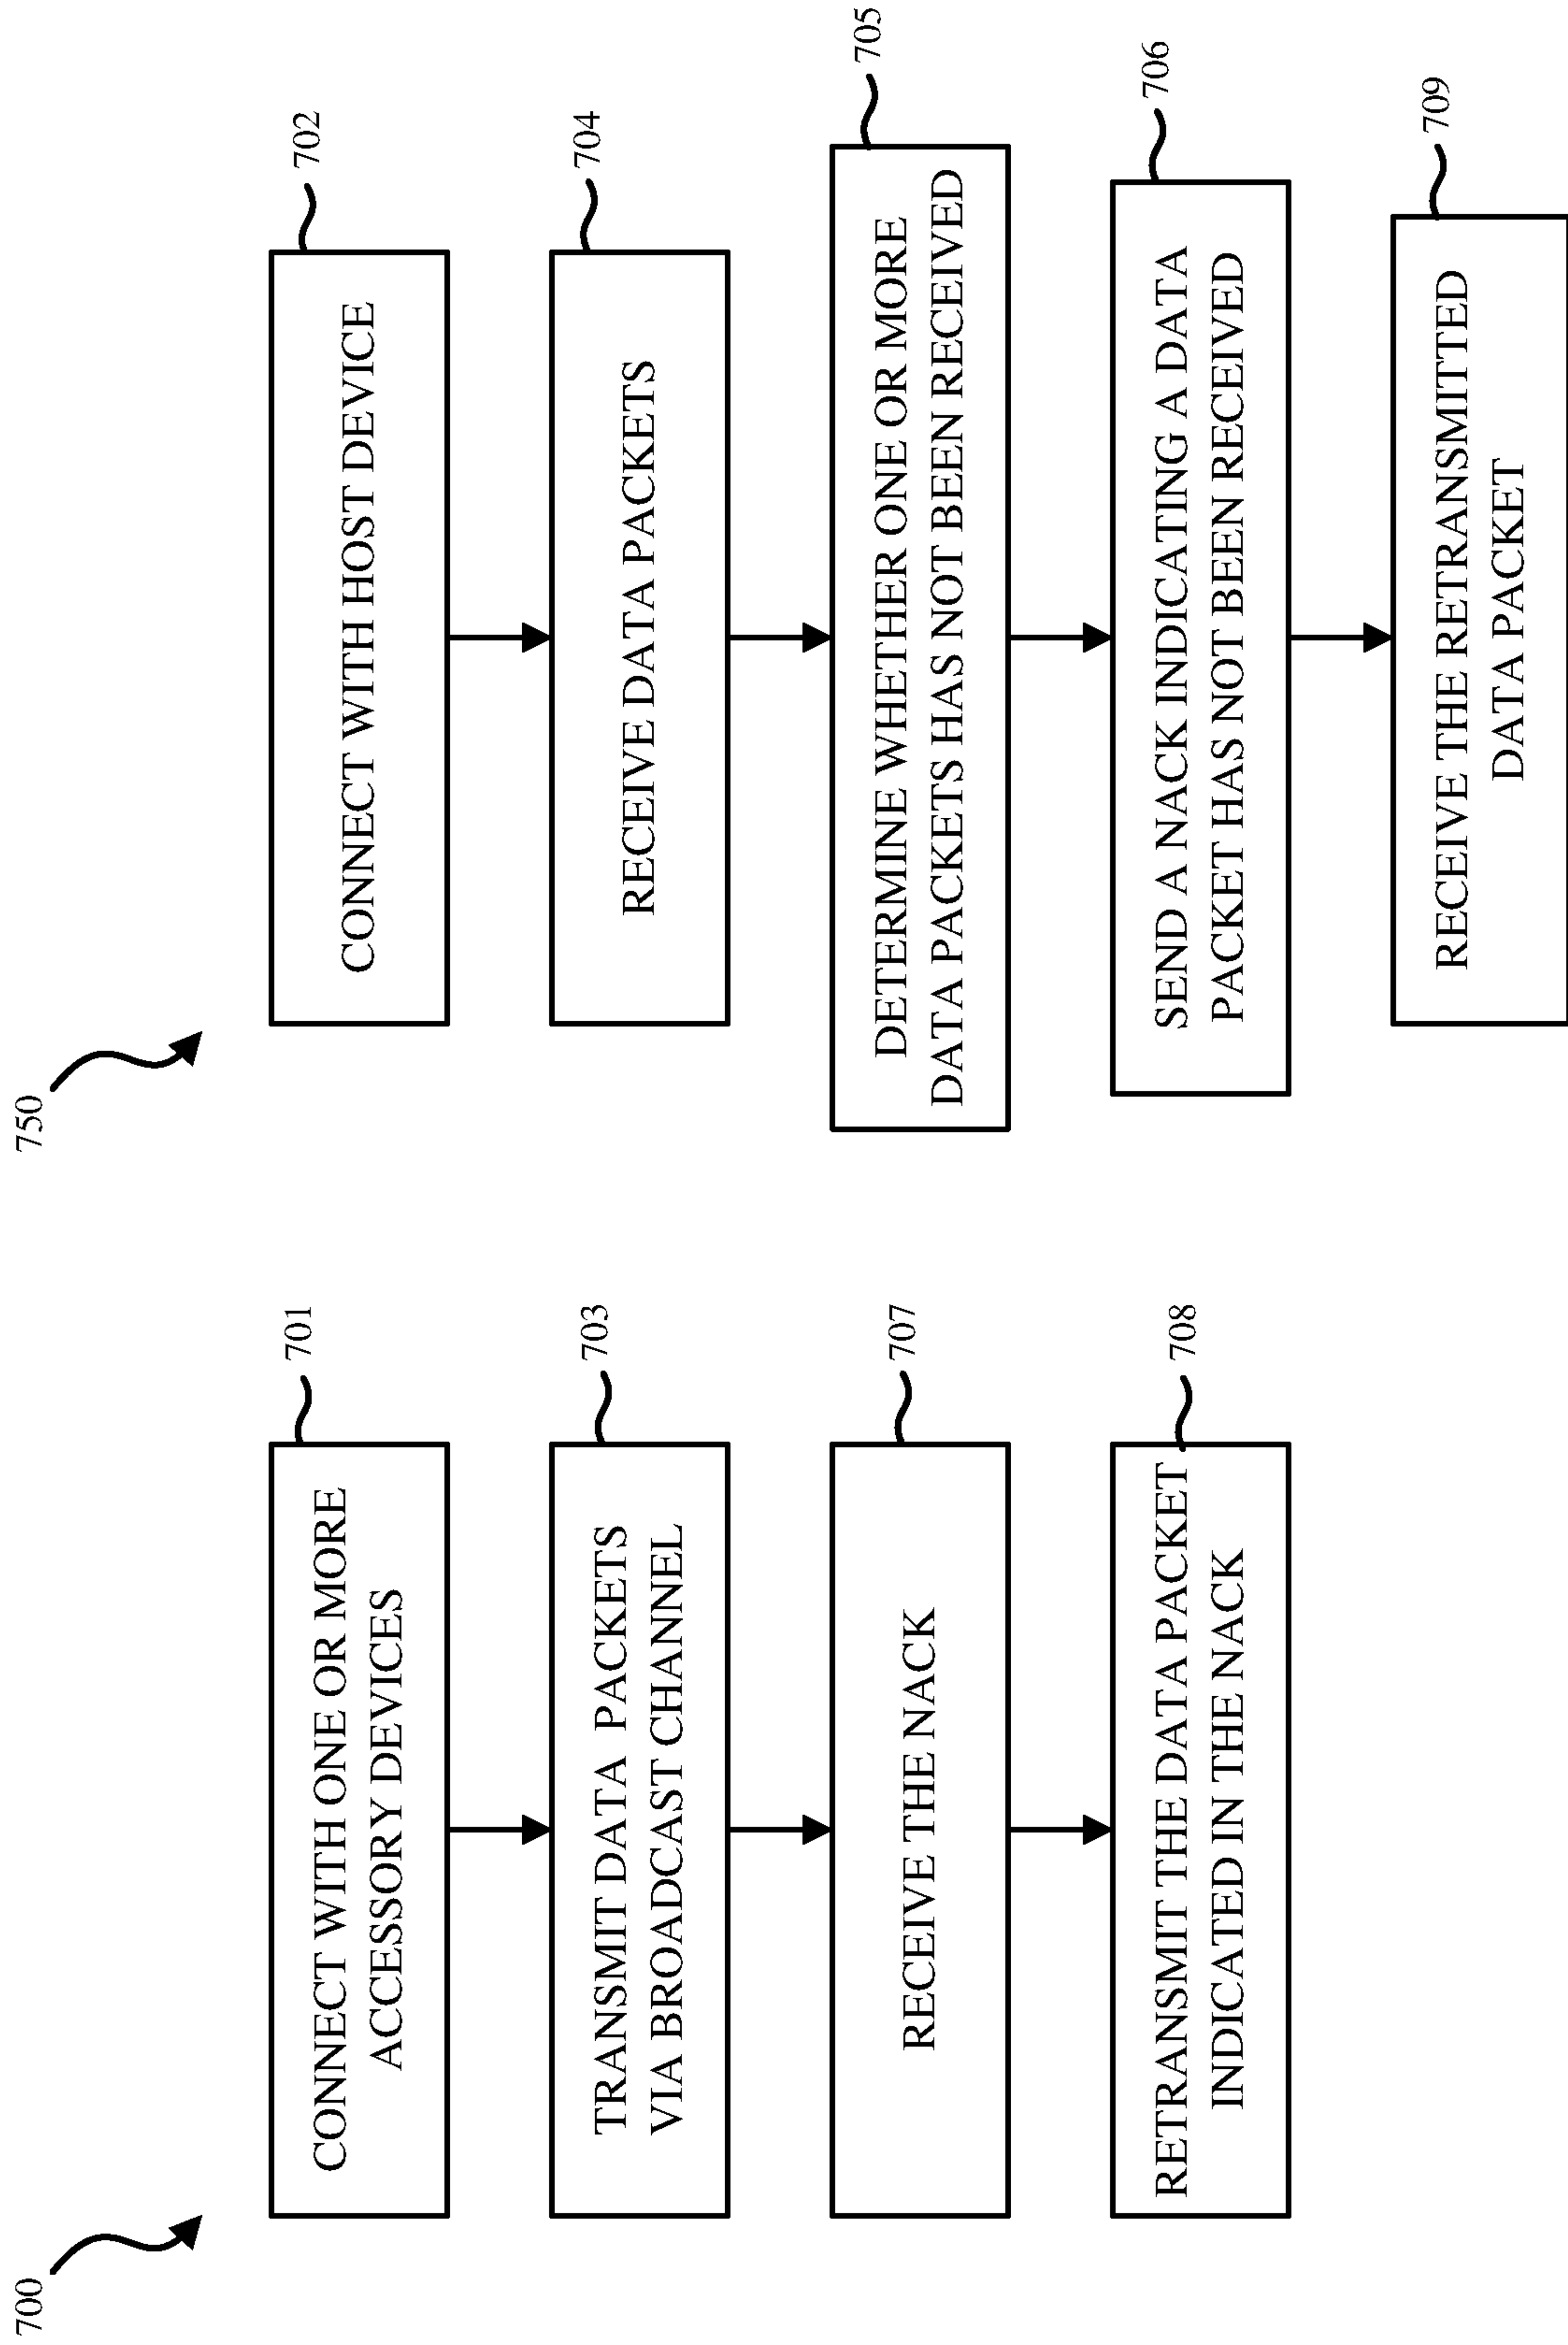 700
CONNECT WITH ONE OR MORE
ACCESSORY DEVICES
701
TRANSMIT DATA PACKETS
VIA BROADCAST CHANNEL
703
RECEIVE THE NACK
707
RETRANSMIT THE DATA PACKET
INDICATED IN THE NACK
708
750
CONNECT WITH HOST DEVICE
702
RECEIVE DATA PACKETS
704
DETERMINE WHETHER ONE OR MORE
DATA PACKETS HAS NOT BEEN RECEIVED
705
SEND A NACK INDICATING A DATA
PACKET HAS NOT BEEN RECEIVED
706
RECEIVE THE RETRANSMITTED
DATA PACKET
709